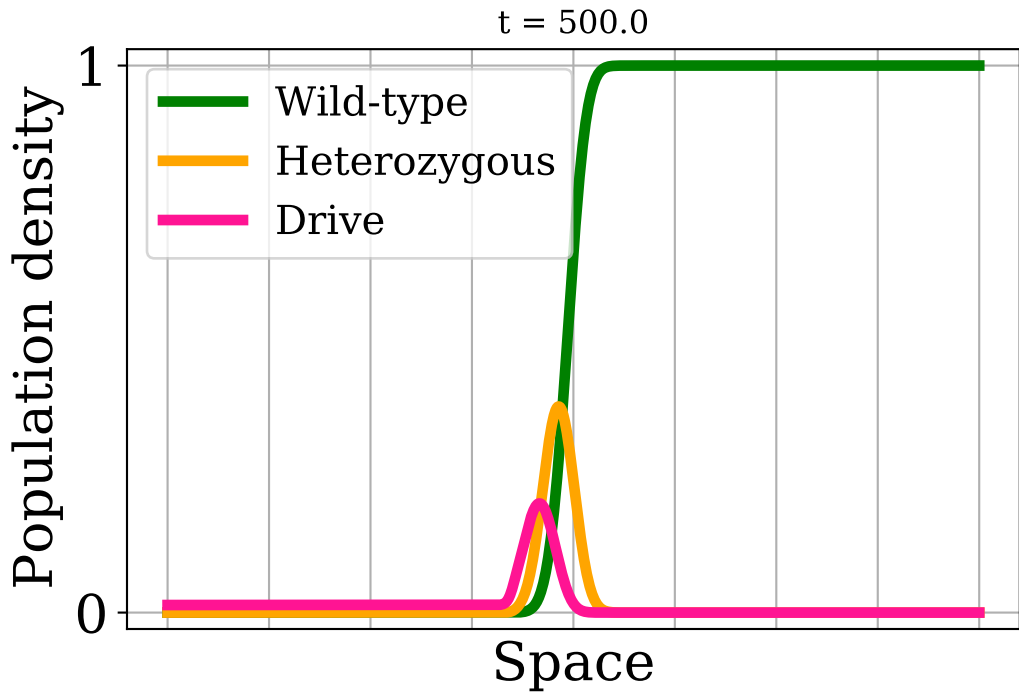 t = 500.0
Population density
1
0
Wild-type
Heterozygous
Drive
Space